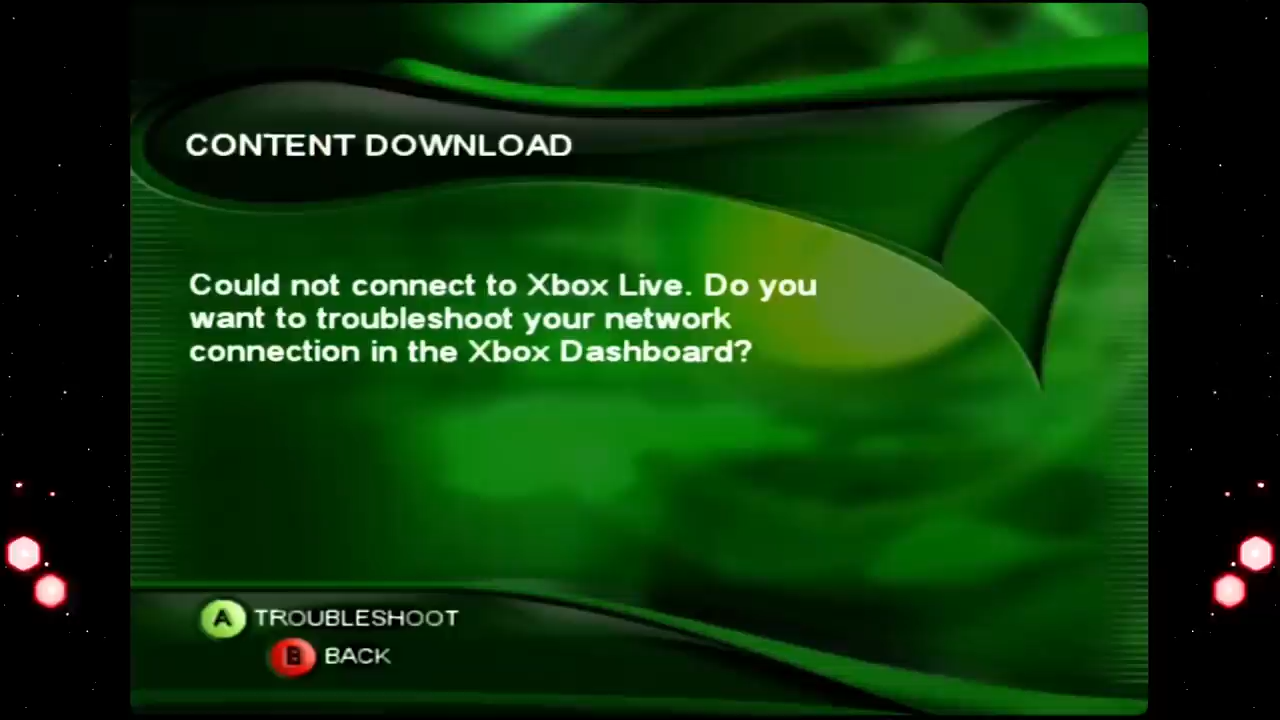 CONTENT DOWNLOAD
Could not connect to Xbox Live. Do you
want to troubleshoot your network
connection in the Xbox Dashboard?
A TROUBLESHOOT
B BACK